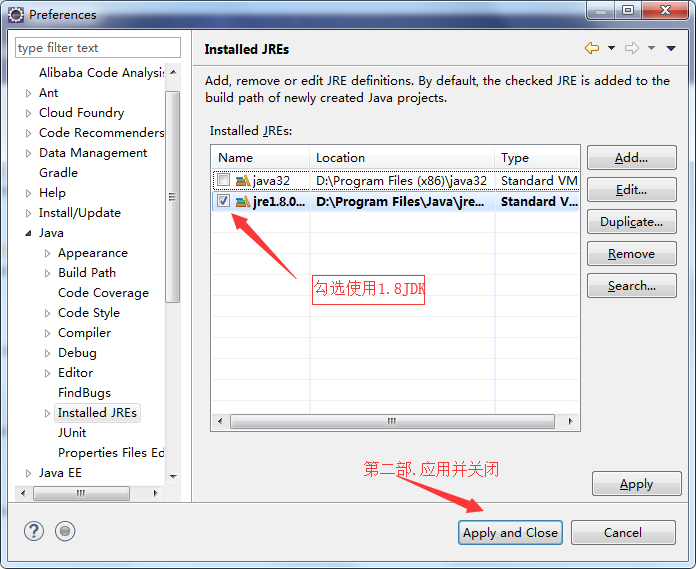 Preferences
type filter text
Alibaba Code Analysis
Ant
Cloud Foundry
Code Recommenders
Data Management
Gradle
Help
Install/Update
Java
Appearance
Build Path
Code Coverage
Code Style
Compiler
Debug
Editor
FindBugs
Installed JREs
JUnit
Properties Files Ed
Java EE
Installed JREs
Add, remove or edit JRE definitions. By default, the checked JRE is added to the
build path of newly created Java projects.
Installed JREs:
Name Location Type
java32 D:\Program Files (x86)\java32 Standard VM
jre1.8.0... D:\Program Files\Java\jre... Standard V...
勾选使用1.8JDK
Add...
Edit...
Duplicate...
Remove
Search...
第二部.应用并关闭
Apply
Apply and Close
Cancel